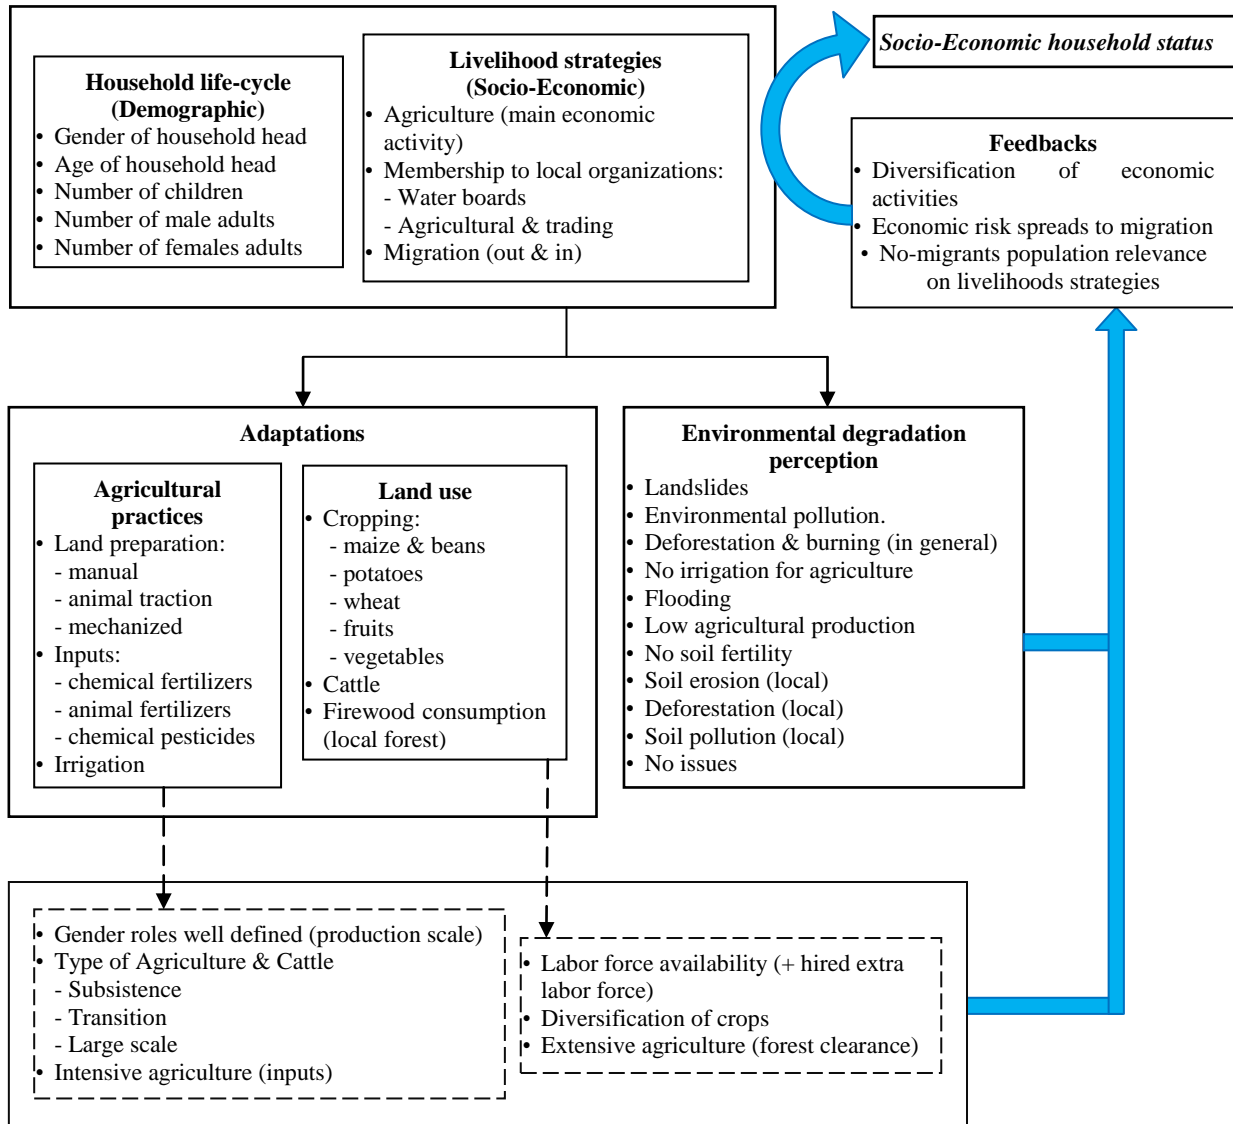 Household life-cycle
(Demographic)
• Gender of household head
• Age of household head
• Number of children
• Number of male adults
• Number of females adults
Livelihood strategies
(Socio-Economic)
• Agriculture (main economic
activity)
• Membership to local organizations:
- Water boards
- Agricultural & trading
• Migration (out & in)
Socio-Economic household status
Feedbacks
• Diversification of economic
activities
• Economic risk spreads to migration
• No-migrants population relevance
on livelihoods strategies
Adaptations
Agricultural
practices
• Land preparation:
- manual
- animal traction
- mechanized
• Inputs:
- chemical fertilizers
- animal fertilizers
- chemical pesticides
• Irrigation
Land use
• Cropping:
- maize & beans
- potatoes
- wheat
- fruits
- vegetables
• Cattle
• Firewood consumption
(local forest)
Environmental degradation
perception
• Landslides
• Environmental pollution.
• Deforestation & burning (in general)
• No irrigation for agriculture
• Flooding
• Low agricultural production
• No soil fertility
• Soil erosion (local)
• Deforestation (local)
• Soil pollution (local)
• No issues
• Gender roles well defined (production scale)
• Type of Agriculture & Cattle
- Subsistence
- Transition
- Large scale
• Intensive agriculture (inputs)
• Labor force availability (+ hired extra
labor force)
• Diversification of crops
• Extensive agriculture (forest clearance)